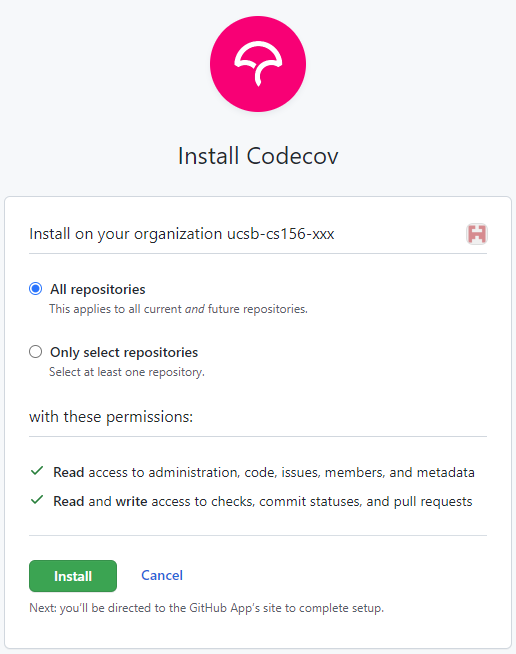 Install Codecov
Install on your organization ucsb-cs156-xxx
All repositories
This applies to all current and future repositories.
Only select repositories
Select at least one repository.
with these permissions:
Read access to administration, code, issues, members, and metadata
Read and write access to checks, commit statuses, and pull requests
Install Cancel
Next: you'll be directed to the GitHub App's site to complete setup.